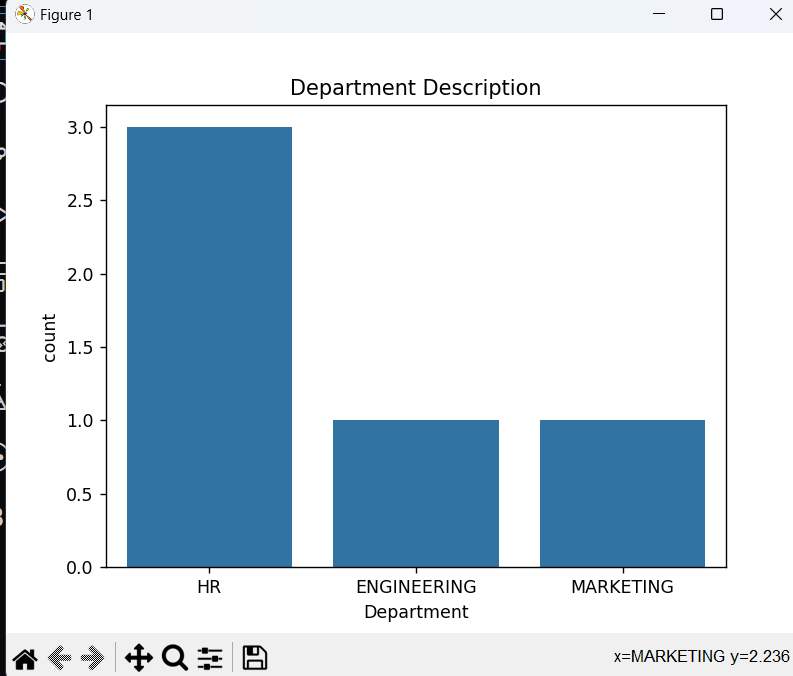 Figure 1
Department Description
3.0
2.5
2.0
1.5
1.0
0.5
0.0
count
HR ENGINEERING MARKETING
Department
x=MARKETING y=2.236